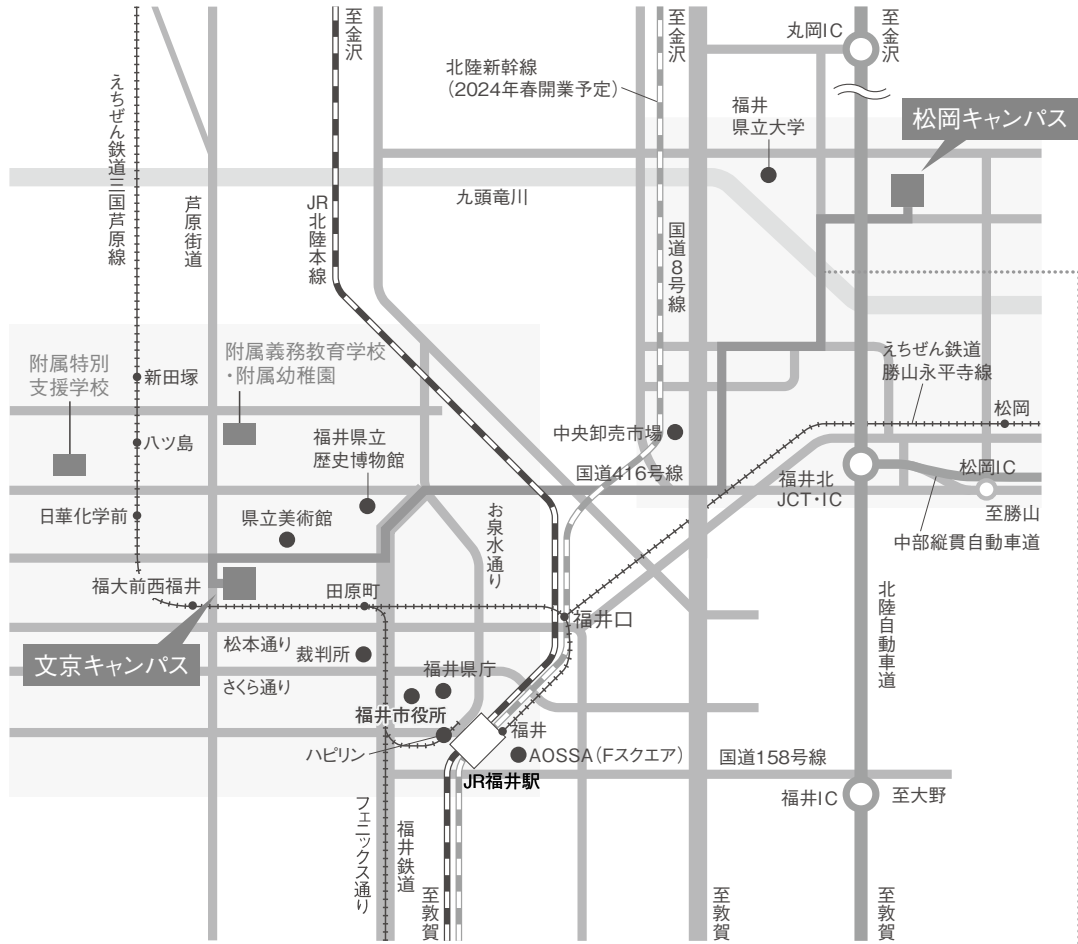 至金沢
至金沢
丸岡IC
至金沢
北陸新幹線
（2024年春開業予定）
福井
県立大学
松岡キャンパス
えちぜん鉄道三国芦原線
芦原街道
JR北陸本線
九頭竜川
国道8号線
附属特別
支援学校
新田塚
附属義務教育学校
・附属幼稚園
えちぜん鉄道
勝山永平寺線
松岡
八ツ島
福井県立
歴史博物館
中央卸売市場
国道416号線
福井北
JCT・IC
松岡IC
至勝山
日華化学前
県立美術館
お泉水通り
中部縦貫自動車道
福大前西福井
田原町
福井口
北陸自動車道
文京キャンパス
松本通り
裁判所
さくら通り
福井県庁
福井市役所
ハピリン
福井
AOSSA（Fスクエア）
国道158号線
JR福井駅
福井IC
至大野
フェニックス通り
福井鉄道
至敦賀
至敦賀
至敦賀